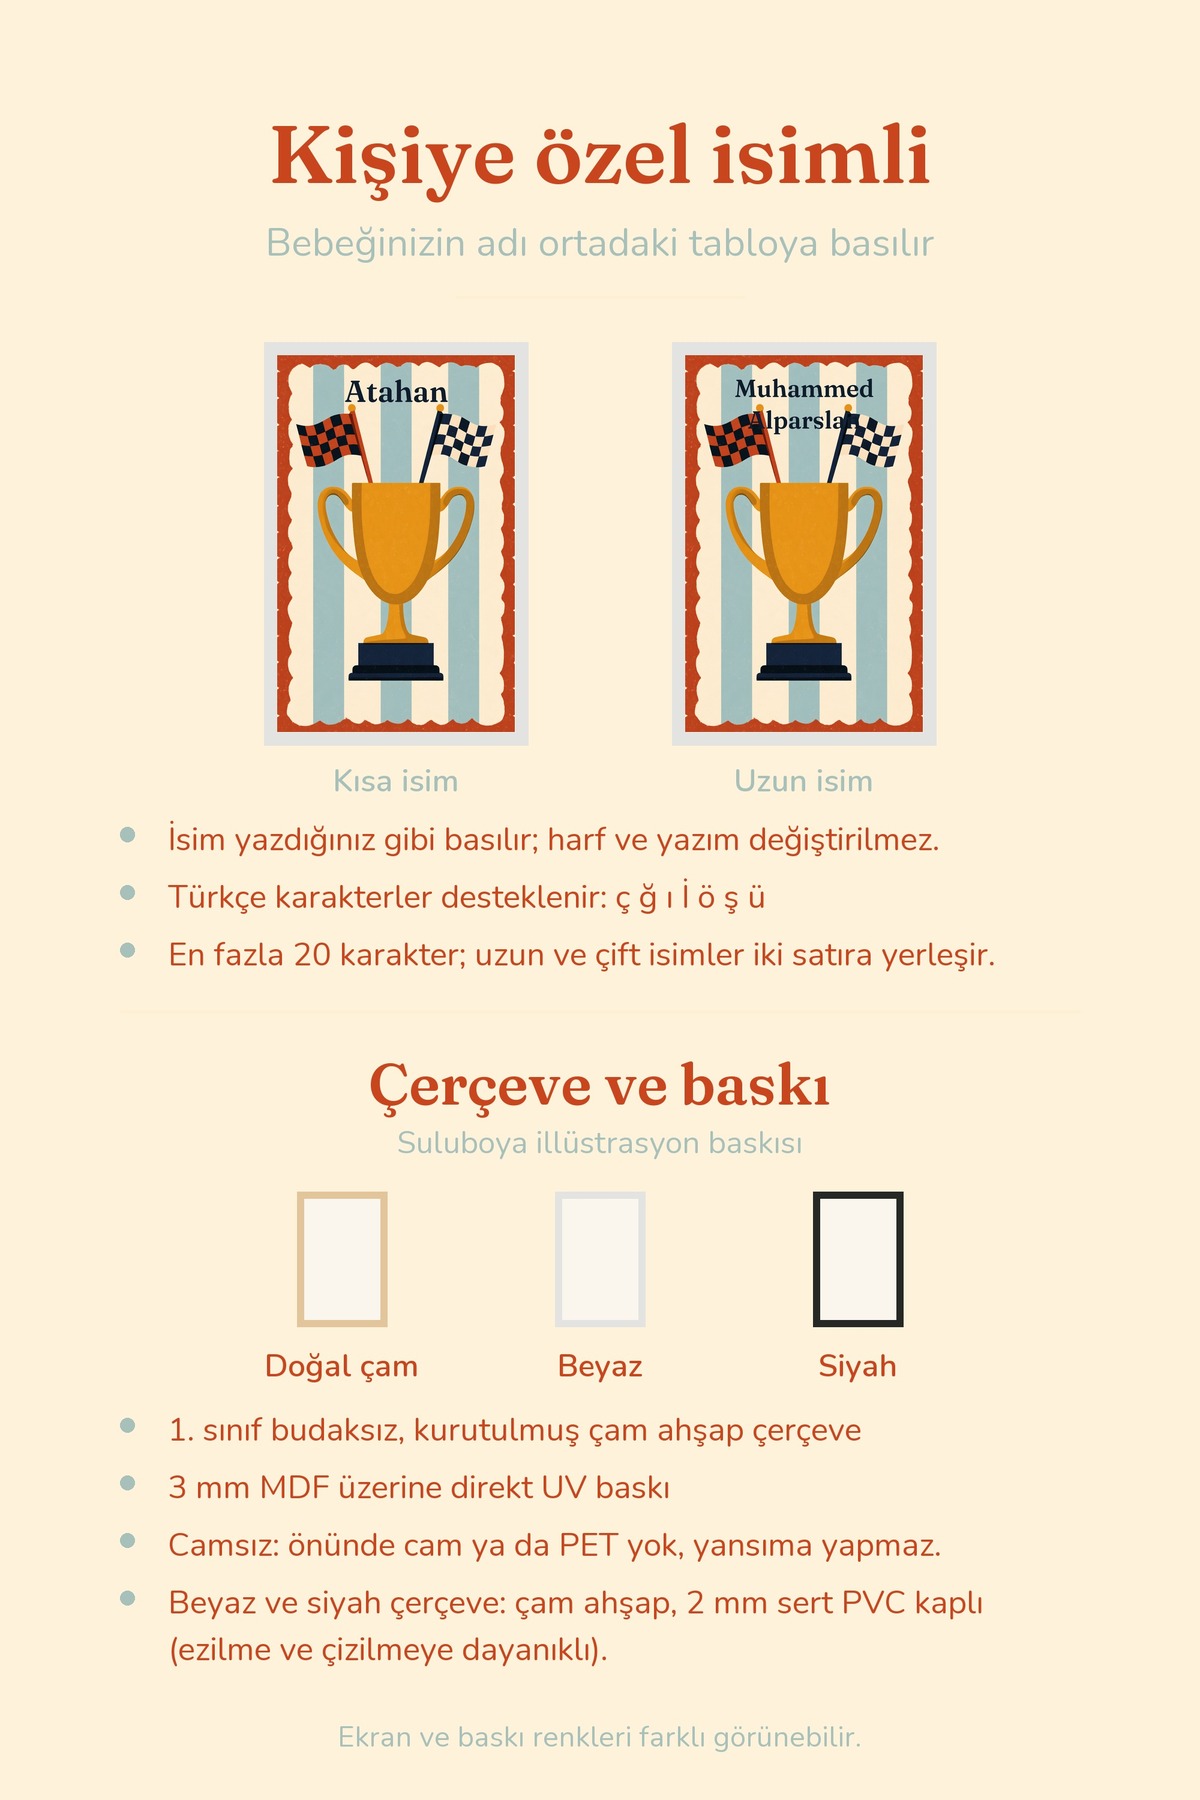 Kişiye özel isimli
Bebeğinizin adı ortadaki tabloya basılır
Atahan
Muhammed
Alparslan
Kısa isim
Uzun isim
İsim yazdığınız gibi basılır; harf ve yazım değiştirilmez.
Türkçe karakterler desteklenir: ç ğ ı İ ö ş ü
En fazla 20 karakter; uzun ve çift isimler iki satıra yerleşir.
Çerçeve ve baskı
Suluboya illüstrasyon baskısı
Doğal çam
Beyaz
Siyah
1. sınıf budaksız, kurutulmuş çam ahşap çerçeve
3 mm MDF üzerine direkt UV baskı
Camsız: önünde cam ya da PET yok, yansıma yapmaz.
Beyaz ve siyah çerçeve: çam ahşap, 2 mm sert PVC kaplı
(ezilme ve çizilmeye dayanıklı).
Ekran ve baskı renkleri farklı görünebilir.